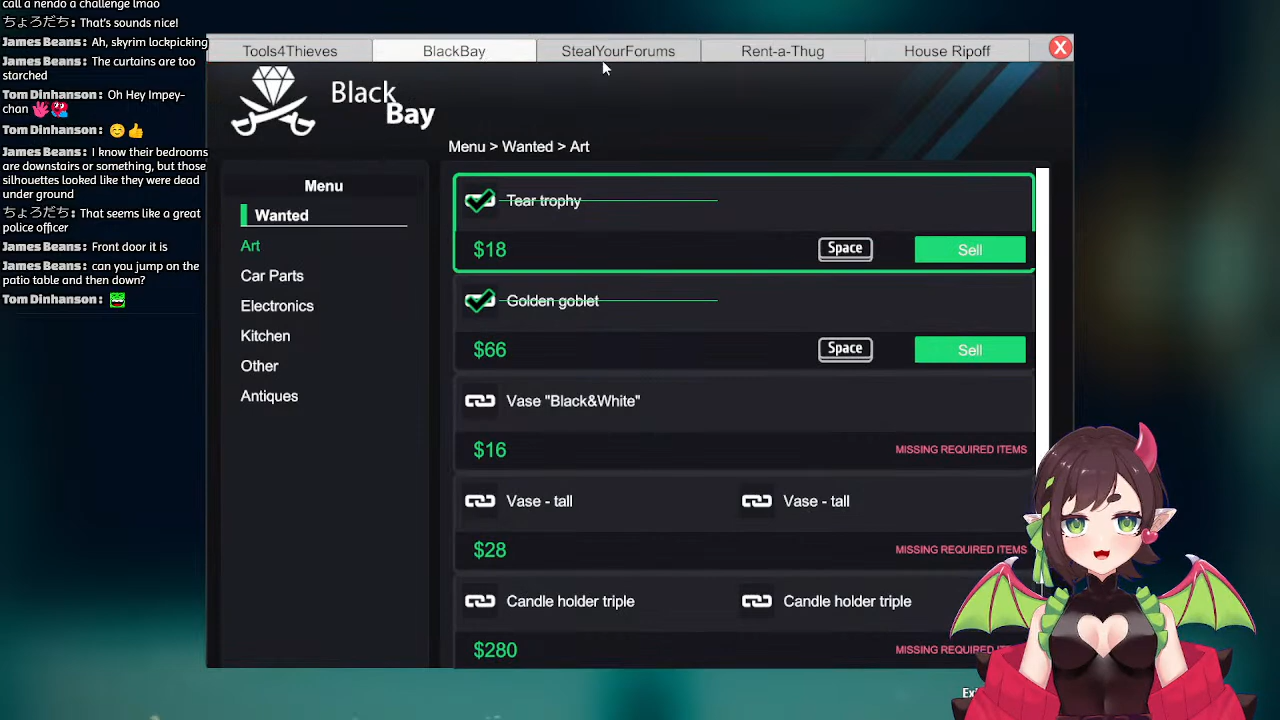 call a nendo a challenge lmao
ちょろだち: That's sounds nice!
James Beans: Ah, skyrim lockpicking
James Beans: The curtains are too
starched
Tom Dinhanson: Oh Hey Impey-
chan
Tom Dinhanson:
James Beans: I know their bedrooms
are downstairs or something, but those
silhouettes looked like they were dead
under ground
ちょろだち: That seems like a great
police officer
James Beans: Front door it is
James Beans: can you jump on the
patio table and then down?
Tom Dinhanson:
Tools4Thieves
BlackBay
StealYourForums
Rent-a-Thug
House Ripoff
X
Black
Bay
Menu > Wanted > Art
Menu
Wanted
Art
Car Parts
Electronics
Kitchen
Other
Antiques
Tear trophy
$18
Space
Sell
Golden goblet
$66
Space
Sell
Vase "Black&White"
$16
MISSING REQUIRED ITEMS
Vase - tall
Vase - tall
$28
MISSING REQUIRED ITEMS
Candle holder triple
Candle holder triple
$280
MISSING REQUIRED